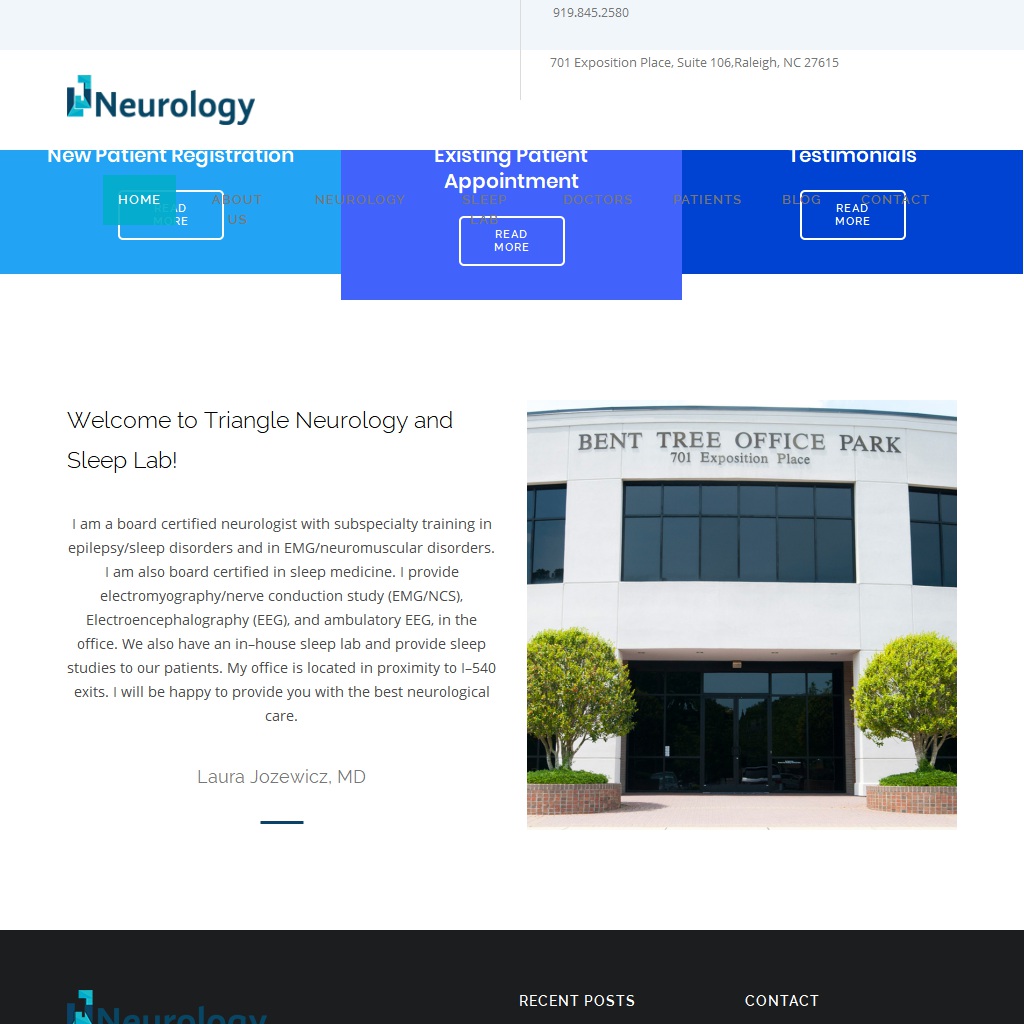 919.845.2580
701 Exposition Place, Suite 106,Raleigh, NC 27615
Neurology
New Patient Registration
Existing Patient
Appointment
Testimonials
HOME
ABOUT
US
NEUROLOGY
SLEEP
LAB
DOCTORS
PATIENTS
BLOG
CONTACT
READ
MORE
READ
MORE
READ
MORE
Welcome to Triangle Neurology and
Sleep Lab!
I am a board certified neurologist with subspecialty training in
epilepsy/sleep disorders and in EMG/neuromuscular disorders.
I am also board certified in sleep medicine. I provide
electromyography/nerve conduction study (EMG/NCS),
Electroencephalography (EEG), and ambulatory EEG, in the
office. We also have an in–house sleep lab and provide sleep
studies to our patients. My office is located in proximity to I–540
exits. I will be happy to provide you with the best neurological
care.
Laura Jozewicz, MD
BENT TREE OFFICE PARK
701 Exposition Place
Neurology
RECENT POSTS
CONTACT